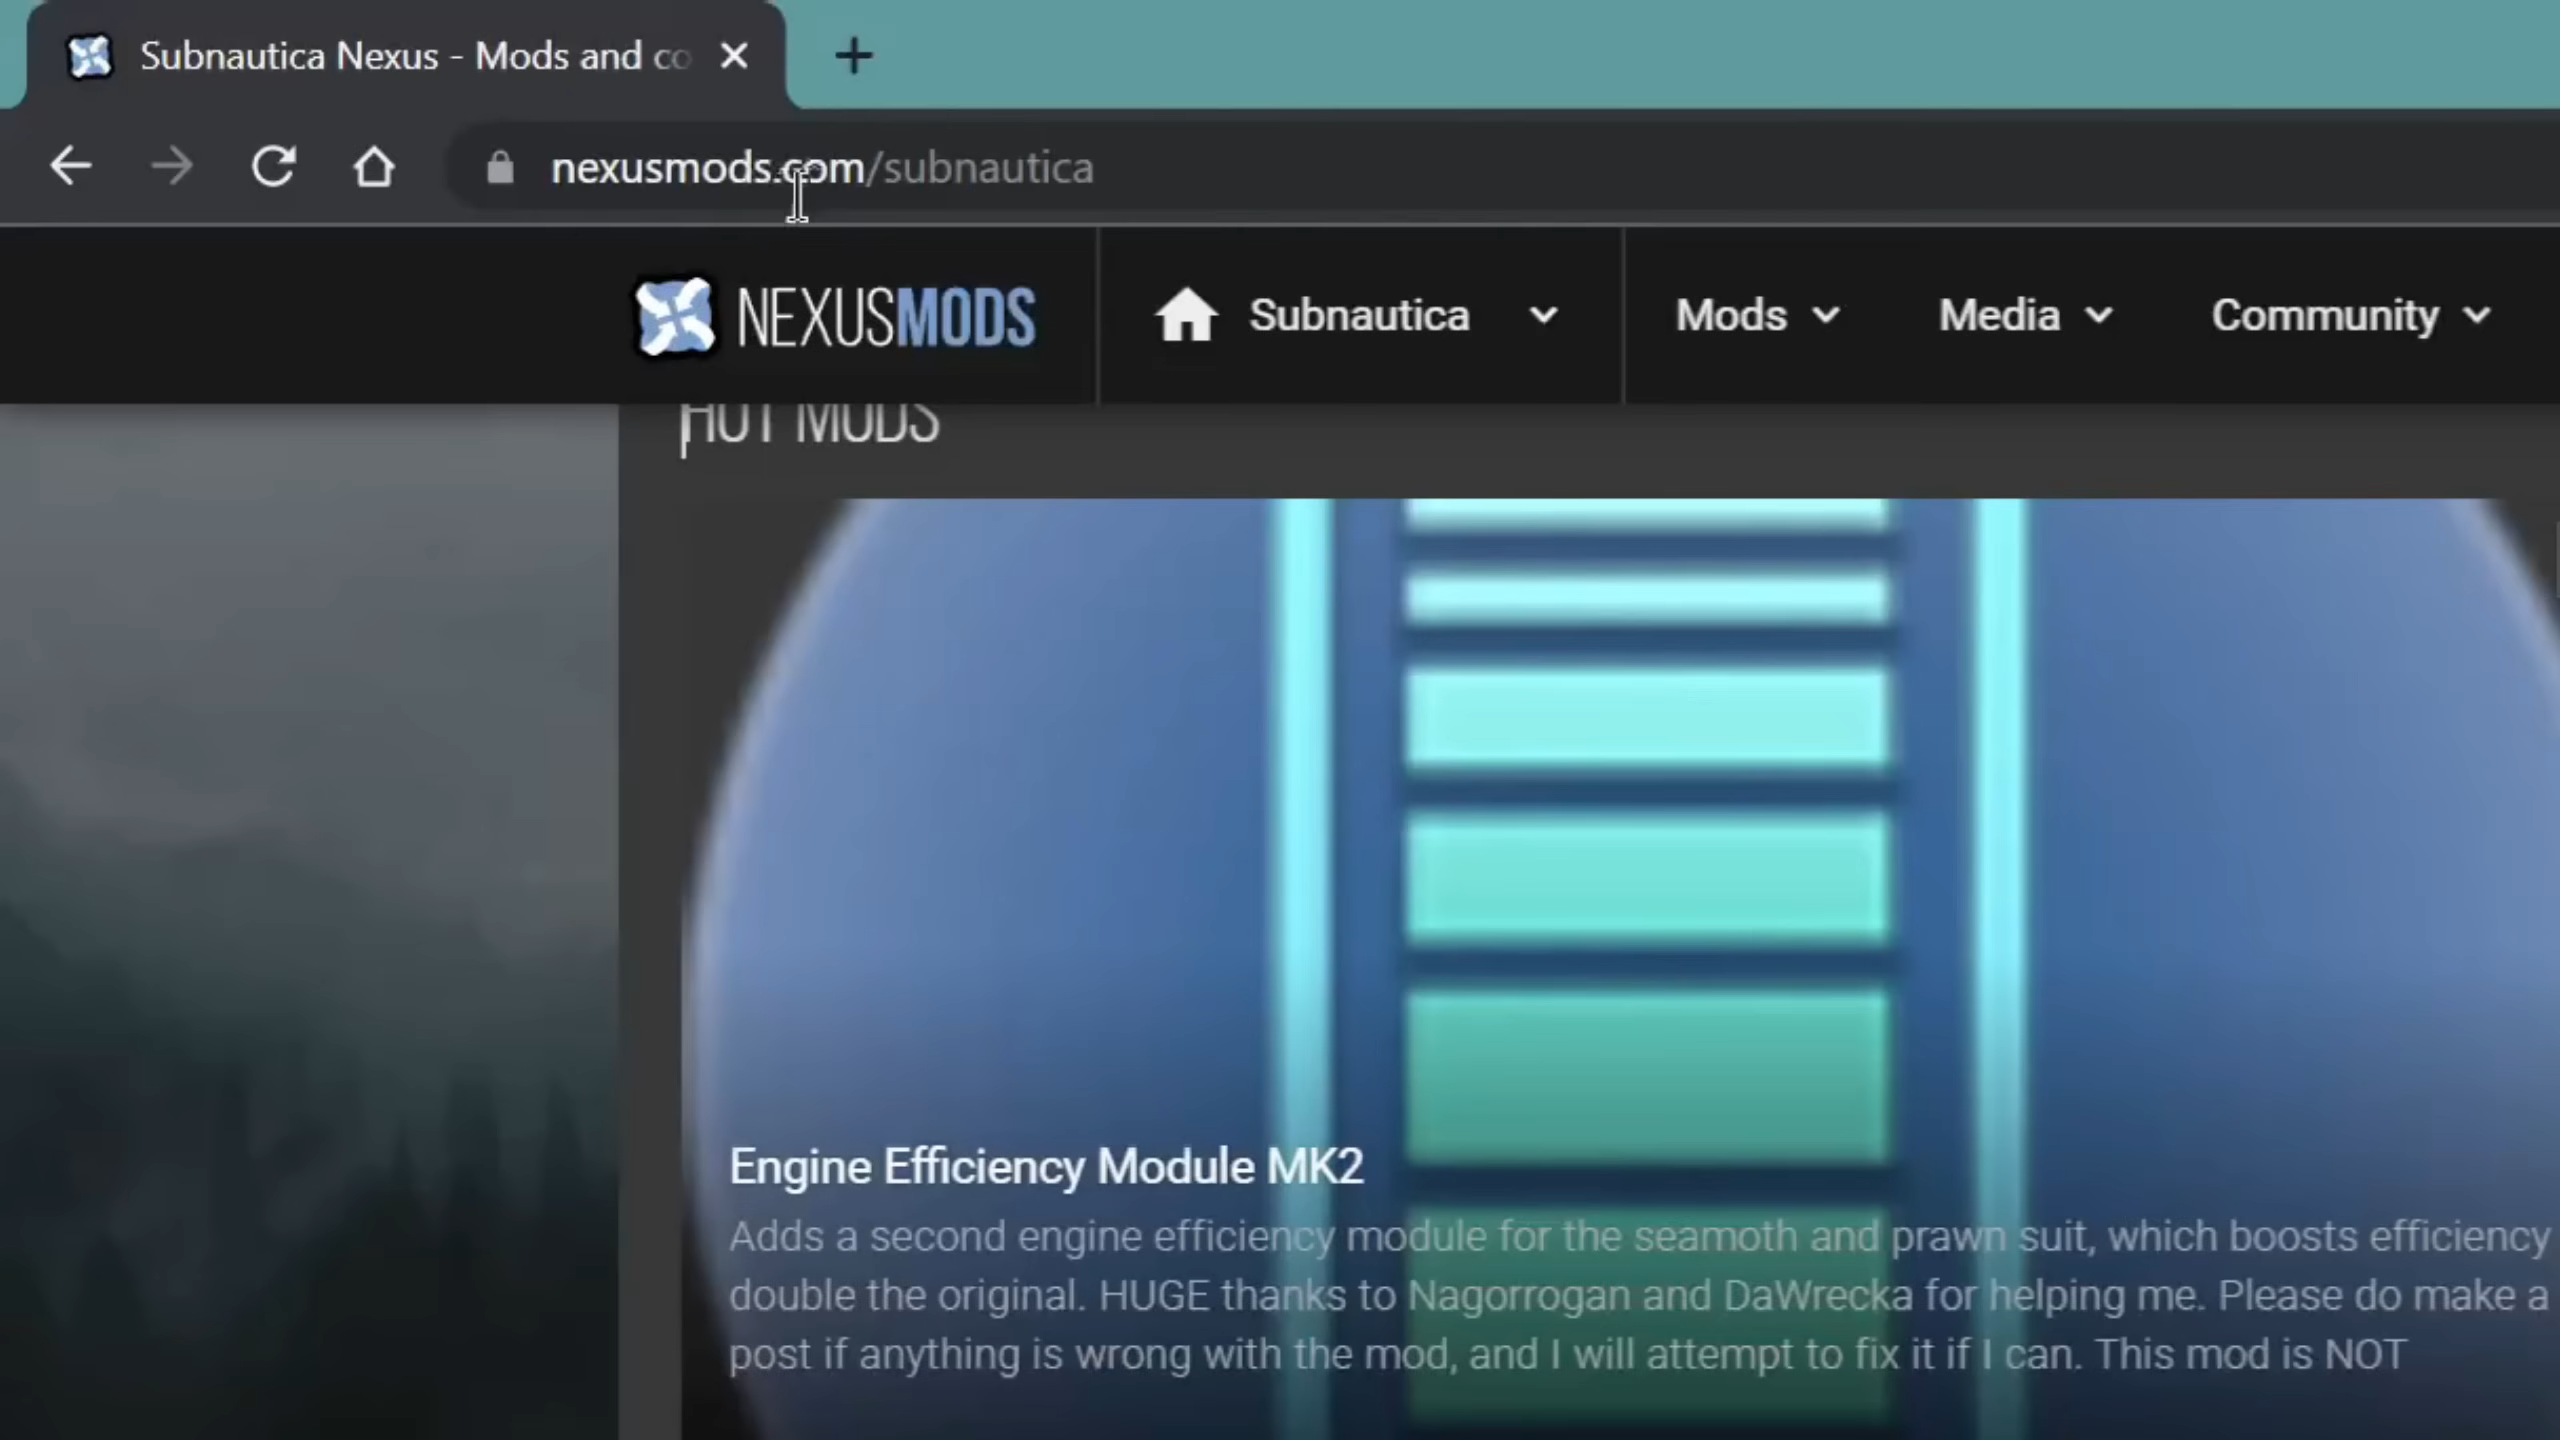 Subnautica Nexus - Mods and co
nexusmods.com/subnautica
NEXUSMODS
Subnautica
Mods
Media
Community
HOT MODS
Engine Efficiency Module MK2
Adds a second engine efficiency module for the seamoth and prawn suit, which boosts efficiency
double the original. HUGE thanks to Nagorrogan and DaWrecka for helping me. Please do make a
post if anything is wrong with the mod, and I will attempt to fix it if I can. This mod is NOT